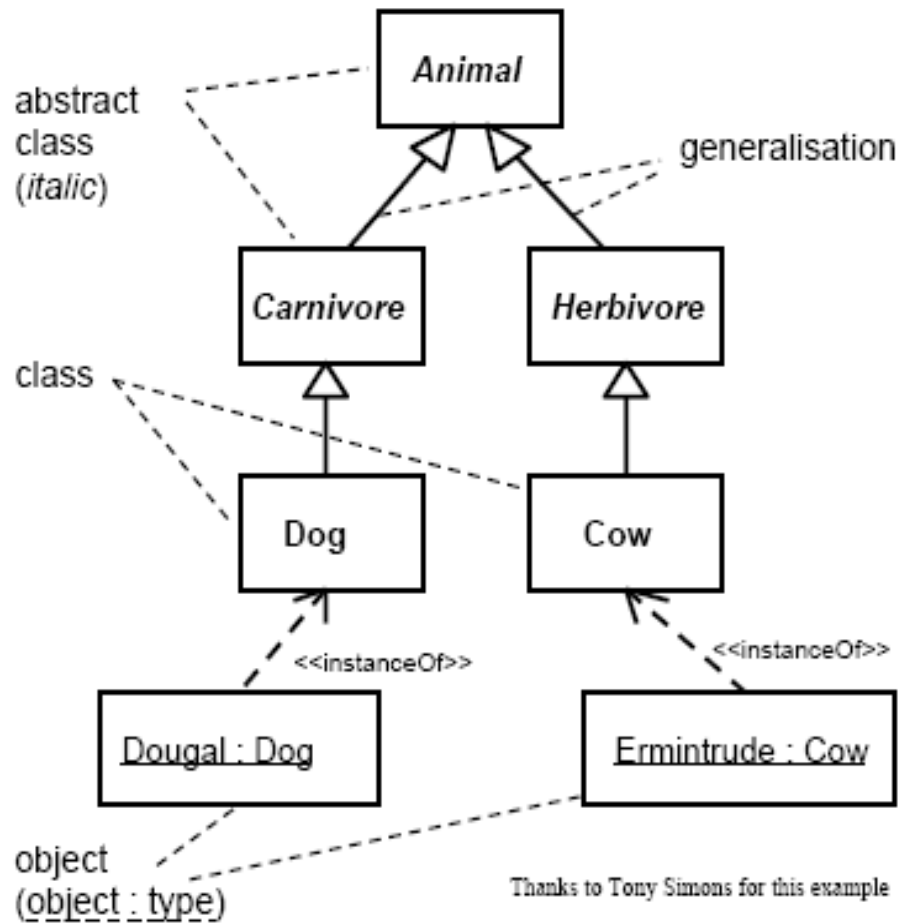 Animal
abstract
class
(italic)
generalisation
Carnivore
Herbivore
class
Dog
Cow
<<instanceOf>>
<<instanceOf>>
Dougal : Dog
Ermintrude : Cow
object
(object : type)
Thanks to Tony Simons for this example